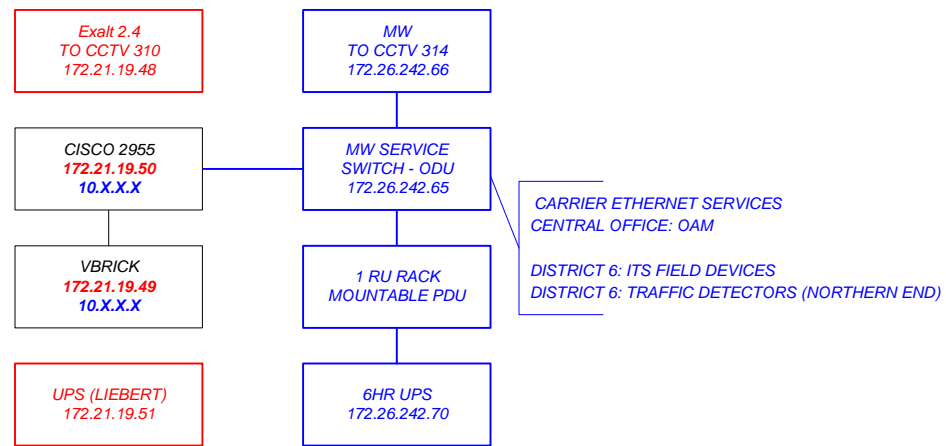 Exalt 2.4
TO CCTV 310
172.21.19.48
MW
TO CCTV 314
172.26.242.66
CISCO 2955
172.21.19.50
10.X.X.X
MW SERVICE
SWITCH - ODU
172.26.242.65
CARRIER ETHERNET SERVICES
CENTRAL OFFICE: OAM
DISTRICT 6: ITS FIELD DEVICES
DISTRICT 6: TRAFFIC DETECTORS (NORTHERN END)
VBRICK
172.21.19.49
10.X.X.X
1 RU RACK
MOUNTABLE PDU
UPS (LIEBERT)
172.21.19.51
6HR UPS
172.26.242.70